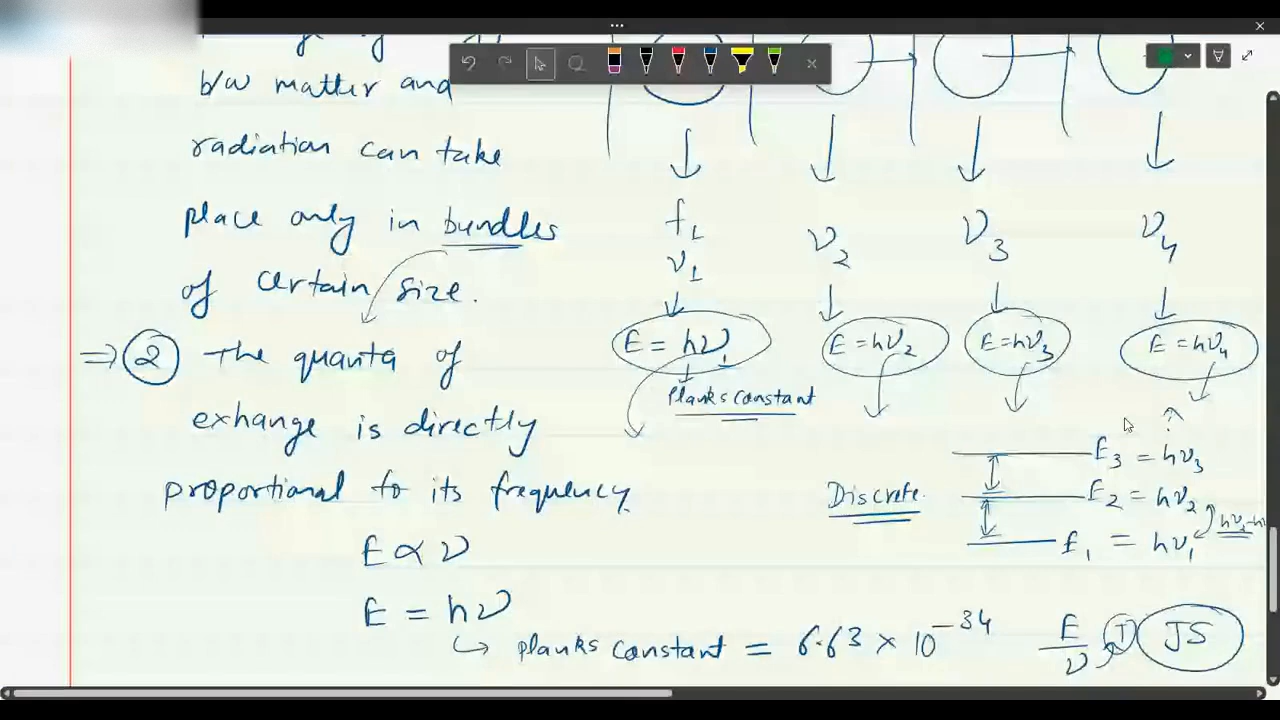 b/w matter and
radiation can take
place only in bundles
of certain size.
⇒ 2 The quanta of
exhange is directly
proportional to its frequency.
E ∝ ν
E = hν
↳ planks constant = 6.63 × 10⁻³⁴
E/ν
JS
f₁
ν₁ ν₂ ν₃ ν₄
E = hν₁ E = hν₂ E = hν₃ E = hν₄
Planks constant
Discrete.
E₃ = hν₃
E₂ = hν₂
E₁ = hν₁